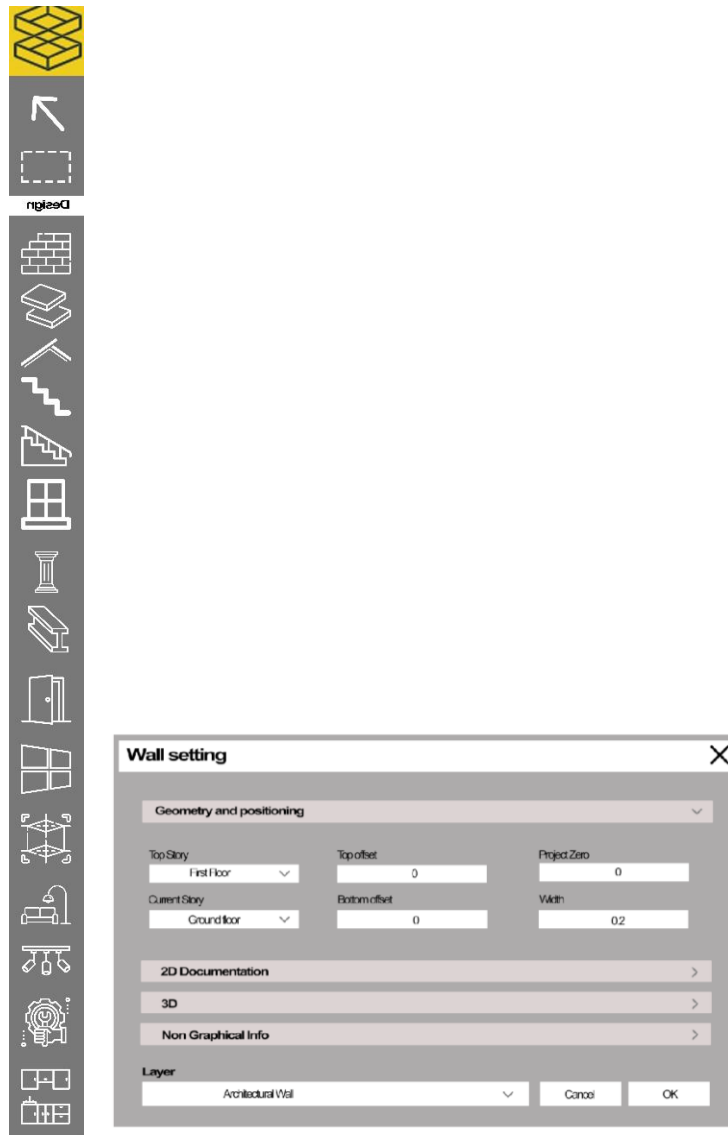 Design
Wall setting
Geometry and positioning
Top Story
Top offset
Project Zero
First Floor
0
0
Current Story
Bottom offset
Width
Ground floor
0
0.2
2D Documentation
3D
Non Graphical Info
Layer
Architectural Wall
Cancel
OK